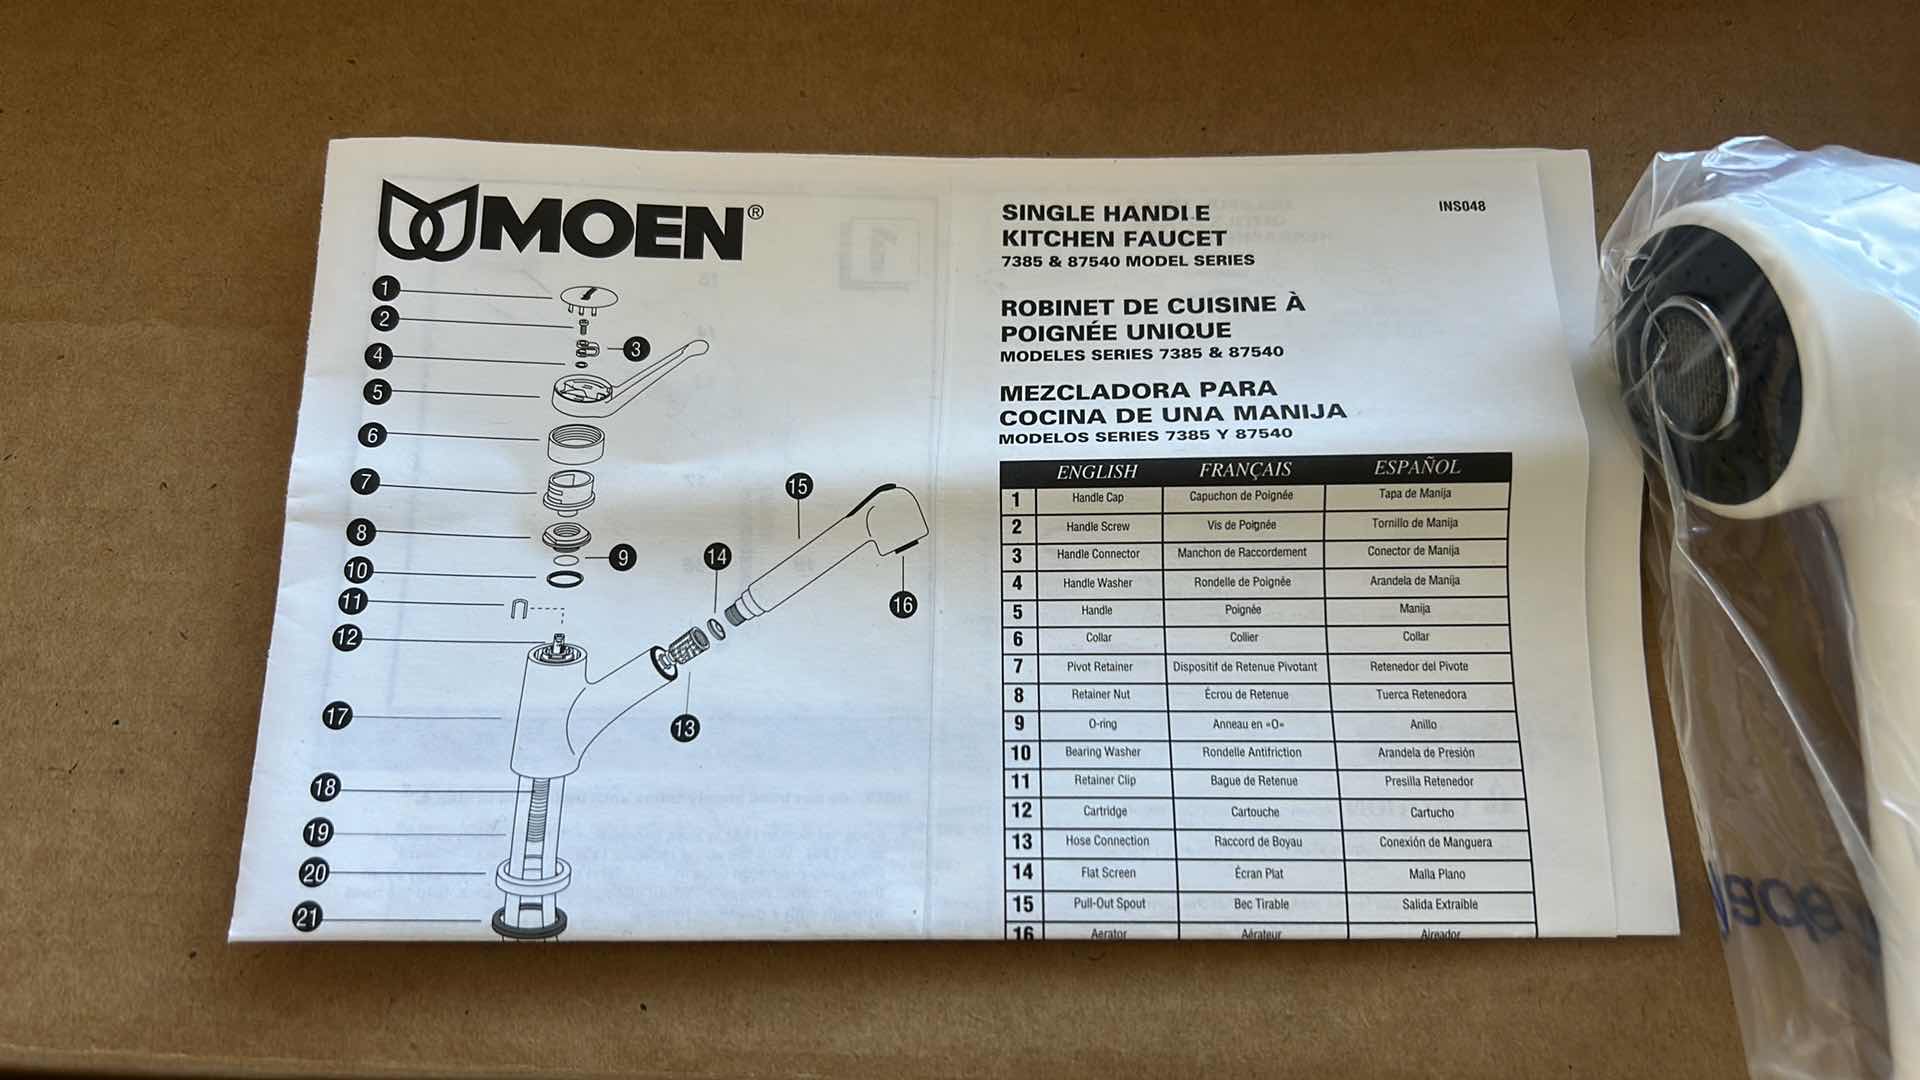 MOEN®
SINGLE HANDLE
KITCHEN FAUCET
7385 & 87540 MODEL SERIES
INS048
ROBINET DE CUISINE À
POIGNÉE UNIQUE
MODELES SERIES 7385 & 87540
MEZCLADORA PARA
COCINA DE UNA MANIJA
MODELOS SERIES 7385 Y 87540
1
2
3
4
5
6
7
8
9
10
11
12
13
14
15
16
17
18
19
20
21
ENGLISH FRANÇAIS ESPAÑOL
1 Handle Cap Capuchon de Poignée Tapa de Manija
2 Handle Screw Vis de Poignée Tornillo de Manija
3 Handle Connector Manchon de Raccordement Conector de Manija
4 Handle Washer Rondelle de Poignée Arandela de Manija
5 Handle Poignée Manija
6 Collar Collier Collar
7 Pivot Retainer Dispositif de Retenue Pivotant Retenedor del Pivote
8 Retainer Nut Écrou de Retenue Tuerca Retenedora
9 O-ring Anneau en «O» Anillo
10 Bearing Washer Rondelle Antifriction Arandela de Presión
11 Retainer Clip Bague de Retenue Presilla Retenedor
12 Cartridge Cartouche Cartucho
13 Hose Connection Raccord de Boyau Conexión de Manguera
14 Flat Screen Écran Plat Malla Plano
15 Pull-Out Spout Bec Tirable Salida Extraíble
16 Aerator Aérateur Aireador